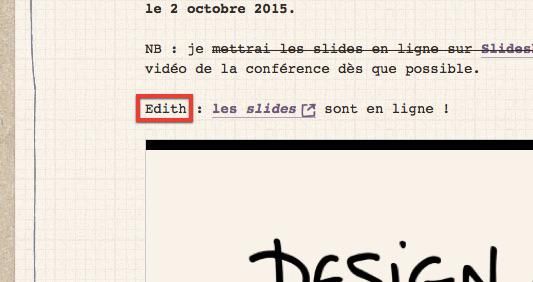 le 2 octobre 2015.
NB : je mettrai les slides en ligne sur Slides
vidéo de la conférence dès que possible.
Edith : les slides sont en ligne !
DESIGN